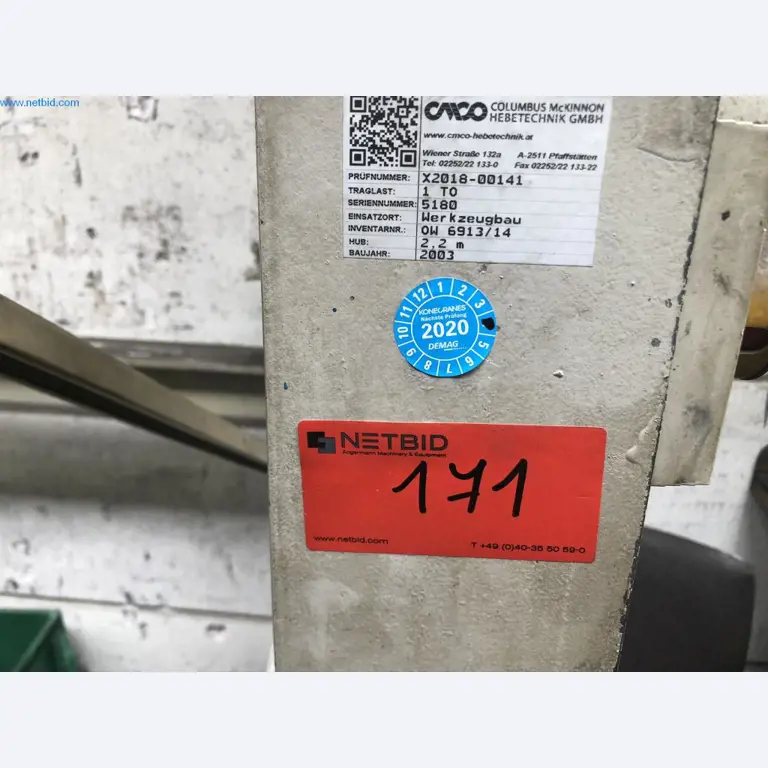 www.netbid.com
CMCO COLUMBUS McKINNON
HEBETECHNIK GMBH
www.cmco-hebetechnik.at
Wiener Straße 132a A-2511 Pfaffstätten
Tel: 02252/22 133-0 Fax 02252/22 133-22
PRÜFNUMMER: X2018-00141
TRAGLAST: 1 TO
SERIENNUMMER: 5180
EINSATZORT: Werkzeugbau
INVENTARNR.: OW 6913/14
HUB: 2,2 m
BAUJAHR: 2003
12 1 2 3 5 6 7 8 9 10 11
KONECRANES
Nächste Prüfung
2020
DEMAG
NETBID
Angermann Machinery & Equipment
171
www.netbid.com T +49 (0)40-35 50 59-0